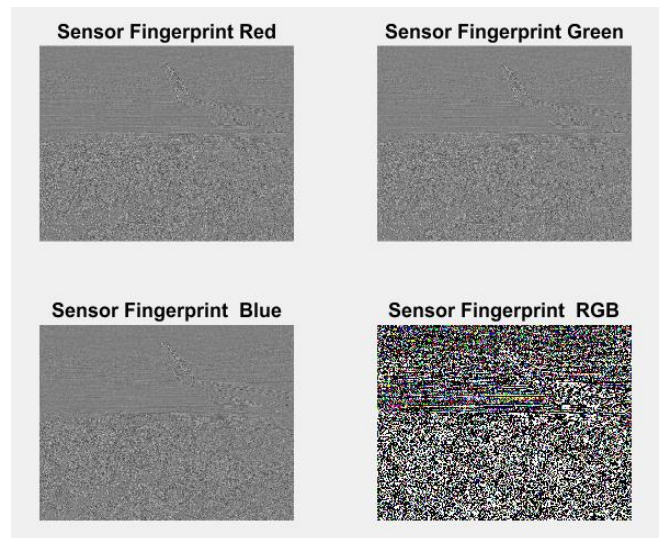 Sensor Fingerprint Red
Sensor Fingerprint Green
Sensor Fingerprint  Blue
Sensor Fingerprint  RGB